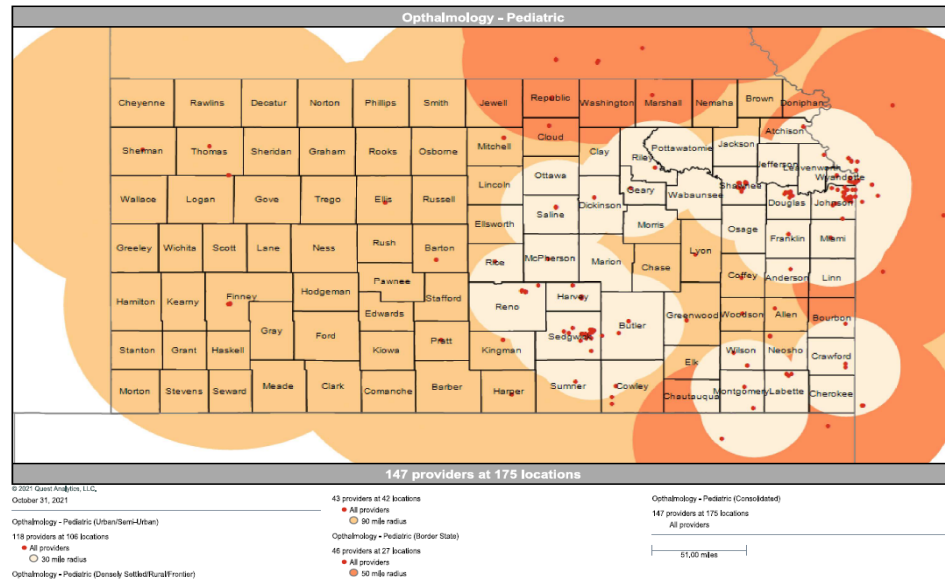 Opthalmology - Pediatric
Cheyenne Rawlins Decatur Norton Phillips Smith Jewell Republic Washington Marshall Nemaha Brown Doniphan
Atchison
Sherman Thomas Sheridan Graham Rooks Osborne Mitchell Cloud Clay Riley Pottawatomie Jackson Jefferson Leavenworth
Wyandotte
Wallace Logan Gove Trego Ellis Russell Lincoln Ottawa Saline Dickinson Geary Wabaunsee Shawnee Douglas Johnson
Ellsworth Morris Osage
Greeley Wichita Scott Lane Ness Rush Barton Rice McPherson Marion Chase Lyon Franklin Miami
Hamilton Kearny Finney Hodgeman Pawnee Stafford Reno Harvey Coffey Anderson Linn
Edwards
Gray Ford Sedgwick Butler Greenwood Woodson Allen Bourbon
Stanton Grant Haskell Kiowa Pratt Kingman Elk Wilson Neosho Crawford
Morton Stevens Seward Meade Clark Comanche Barber Harper Sumner Cowley Chautauqua Montgomery Labette Cherokee
147 providers at 175 locations
© 2021 Quest Analytics, LLC.
October 31, 2021
Opthalmology - Pediatric (Urban/Semi-Urban)
118 providers at 106 locations
All providers
30 mile radius
Opthalmology - Pediatric (Densely Settled/Rural/Frontier)
43 providers at 42 locations
All providers
90 mile radius
Opthalmology - Pediatric (Border State)
46 providers at 27 locations
All providers
50 mile radius
Opthalmology - Pediatric (Consolidated)
147 providers at 175 locations
All providers
51,00 miles